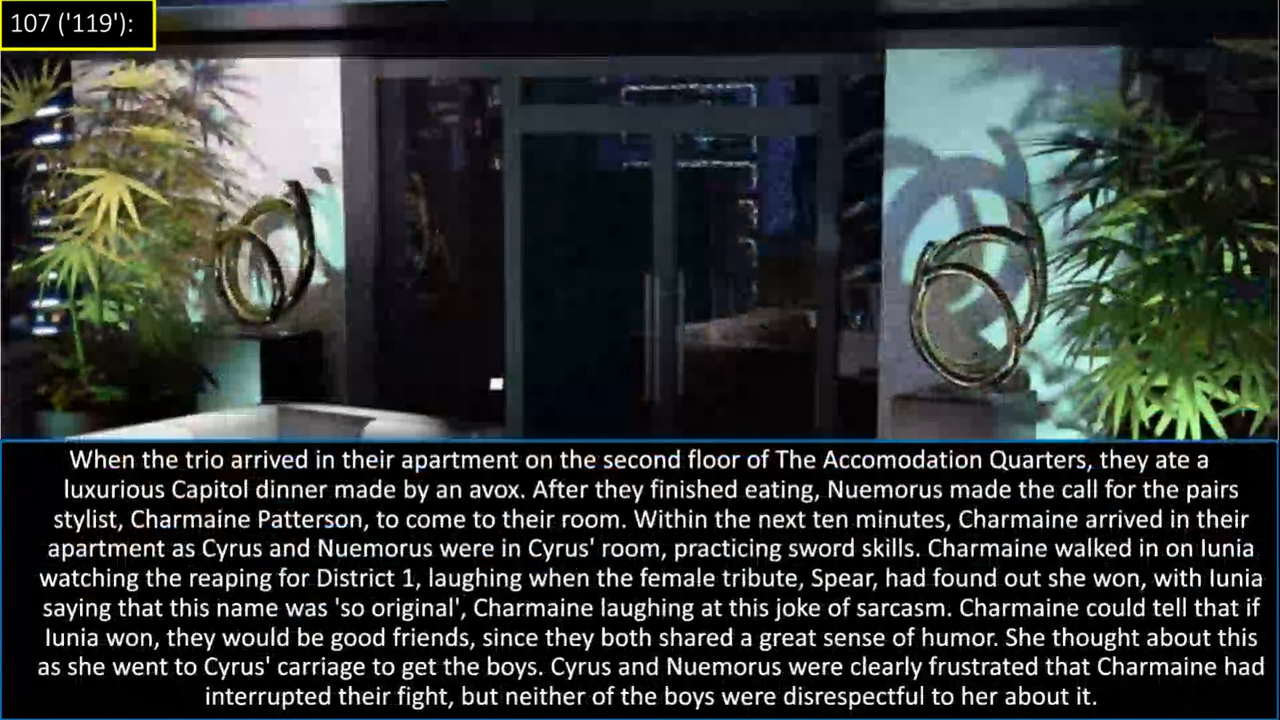 107 ('119'):
When the trio arrived in their apartment on the second floor of The Accomodation Quarters, they ate a
luxurious Capitol dinner made by an avox. After they finished eating, Nuemorus made the call for the pairs
stylist, Charmaine Patterson, to come to their room. Within the next ten minutes, Charmaine arrived in their
apartment as Cyrus and Nuemorus were in Cyrus' room, practicing sword skills. Charmaine walked in on Iunia
watching the reaping for District 1, laughing when the female tribute, Spear, had found out she won, with Iunia
saying that this name was 'so original', Charmaine laughing at this joke of sarcasm. Charmaine could tell that if
Iunia won, they would be good friends, since they both shared a great sense of humor. She thought about this
as she went to Cyrus' carriage to get the boys. Cyrus and Nuemorus were clearly frustrated that Charmaine had
interrupted their fight, but neither of the boys were disrespectful to her about it.